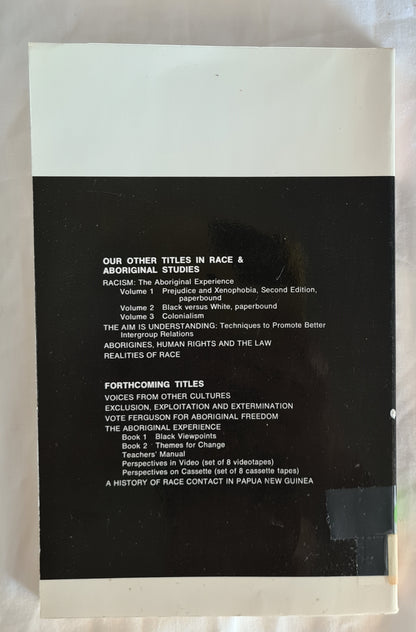 OUR OTHER TITLES IN RACE &
ABORIGINAL STUDIES
RACISM: The Aboriginal Experience
Volume 1 Prejudice and Xenophobia, Second Edition,
paperbound
Volume 2 Black versus White, paperbound
Volume 3 Colonialism
THE AIM IS UNDERSTANDING: Techniques to Promote Better
Intergroup Relations
ABORIGINES, HUMAN RIGHTS AND THE LAW
REALITIES OF RACE
FORTHCOMING TITLES
VOICES FROM OTHER CULTURES
EXCLUSION, EXPLOITATION AND EXTERMINATION
VOTE FERGUSON FOR ABORIGINAL FREEDOM
THE ABORIGINAL EXPERIENCE
Book 1 Black Viewpoints
Book 2 Themes for Change
Teachers' Manual
Perspectives in Video (set of 8 videotapes)
Perspectives on Cassette (set of 8 cassette tapes)
A HISTORY OF RACE CONTACT IN PAPUA NEW GUINEA